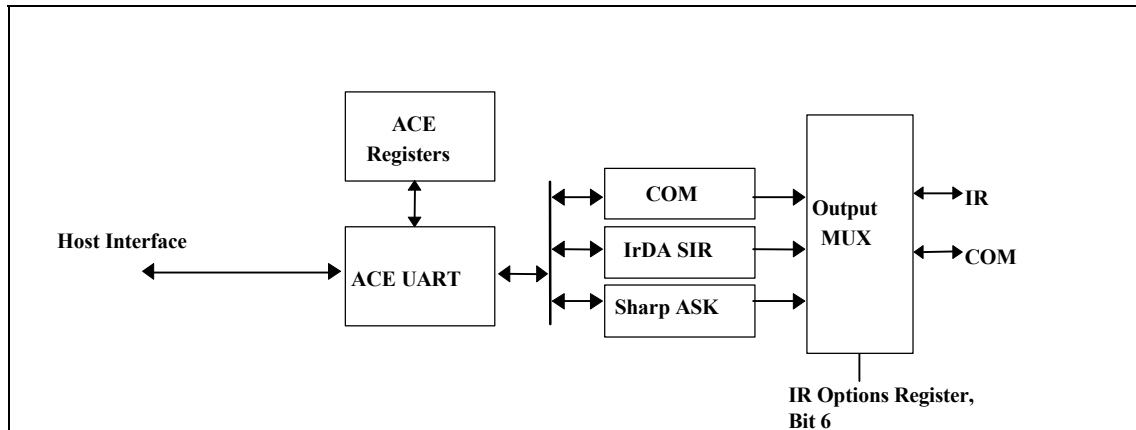 ACE
Registers
Host Interface
ACE UART
COM
IrDA SIR
Sharp ASK
Output
MUX
IR
COM
IR Options Register,
Bit 6